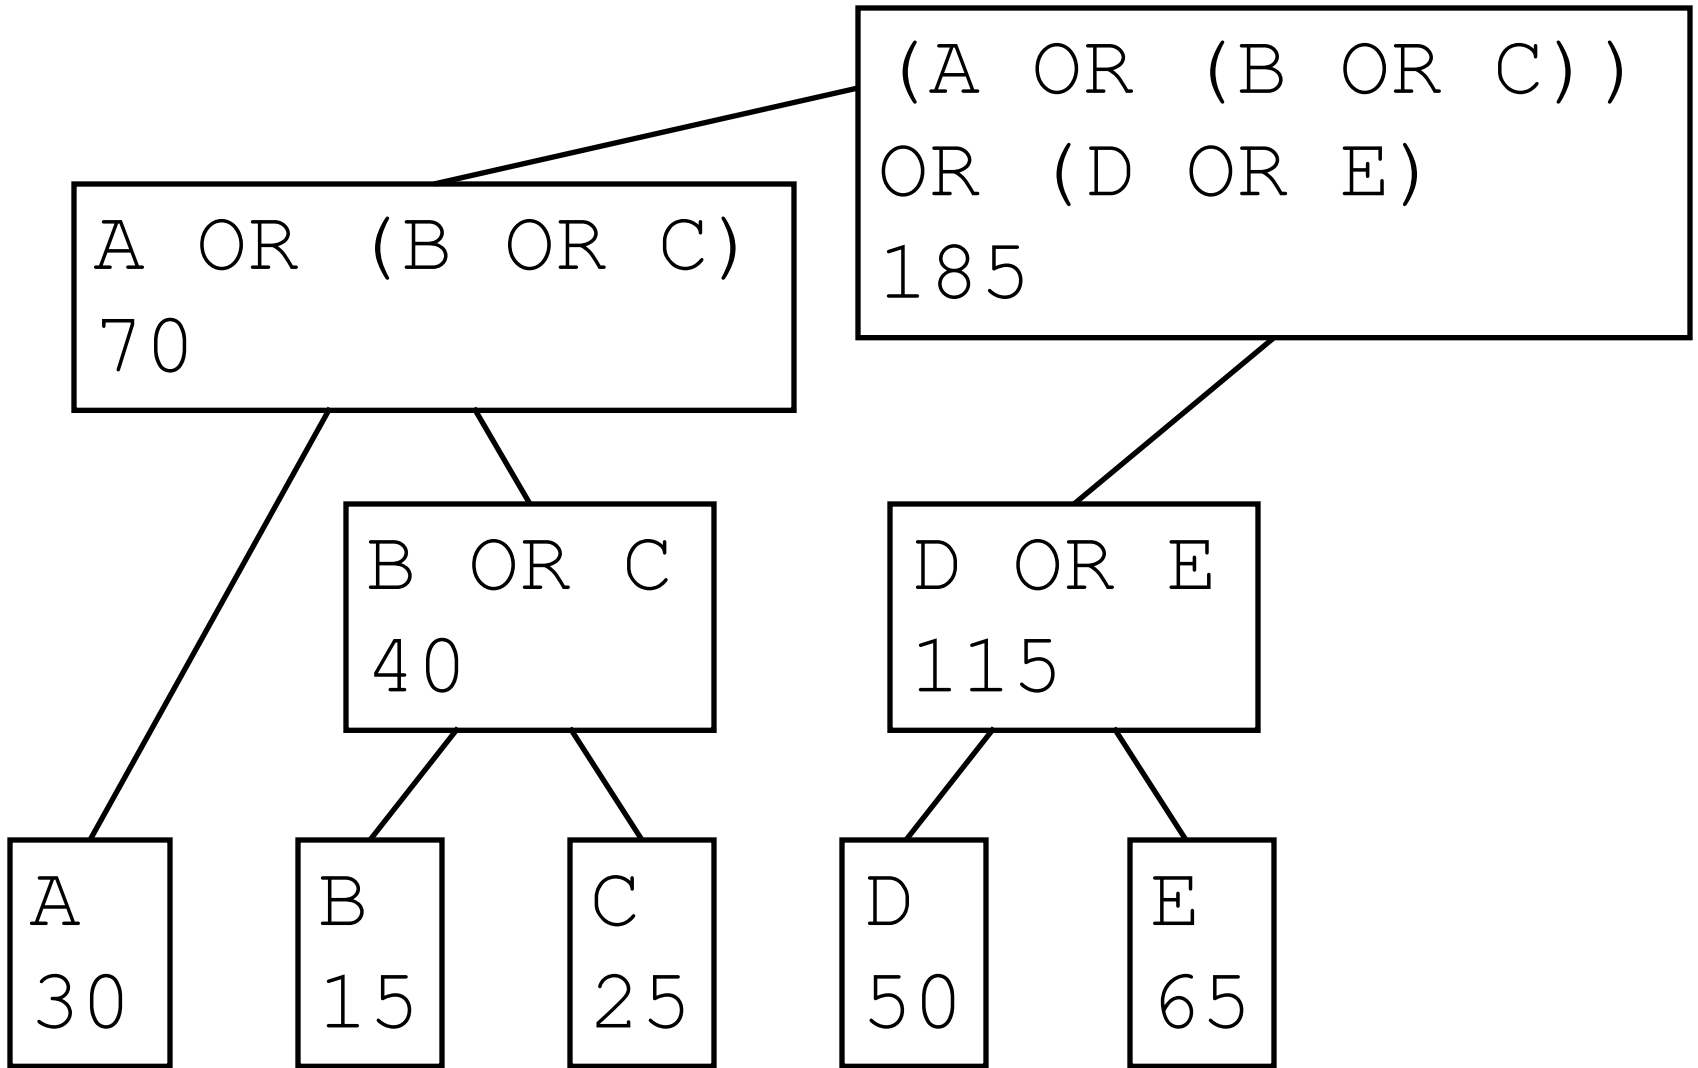 (A OR (B OR C))
OR (D OR E)
185
A OR (B OR C)
70
B OR C
40
D OR E
115
A
30
B
15
C
25
D
50
E
65